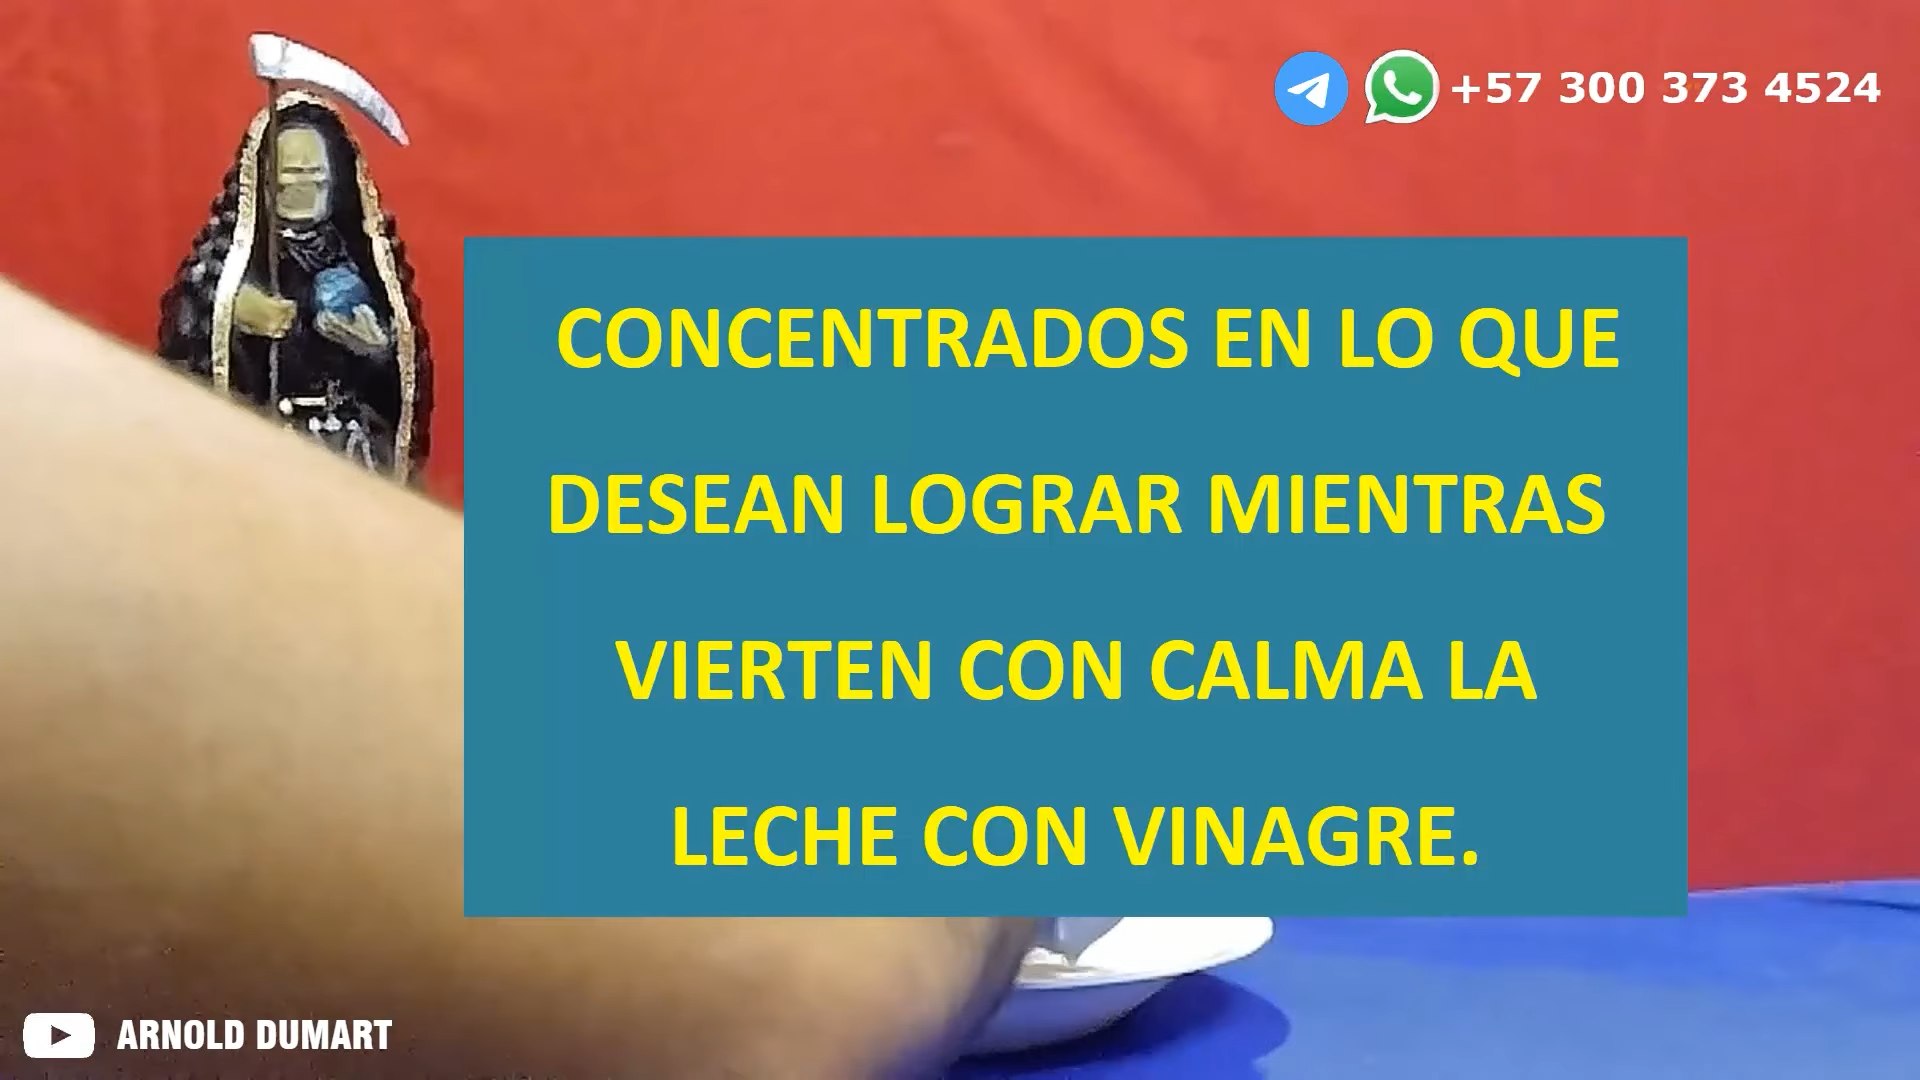 +57 300 373 4524
CONCENTRADOS EN LO QUE
DESEAN LOGRAR MIENTRAS
VIERTEN CON CALMA LA
LECHE CON VINAGRE.
ARNOLD DUMART